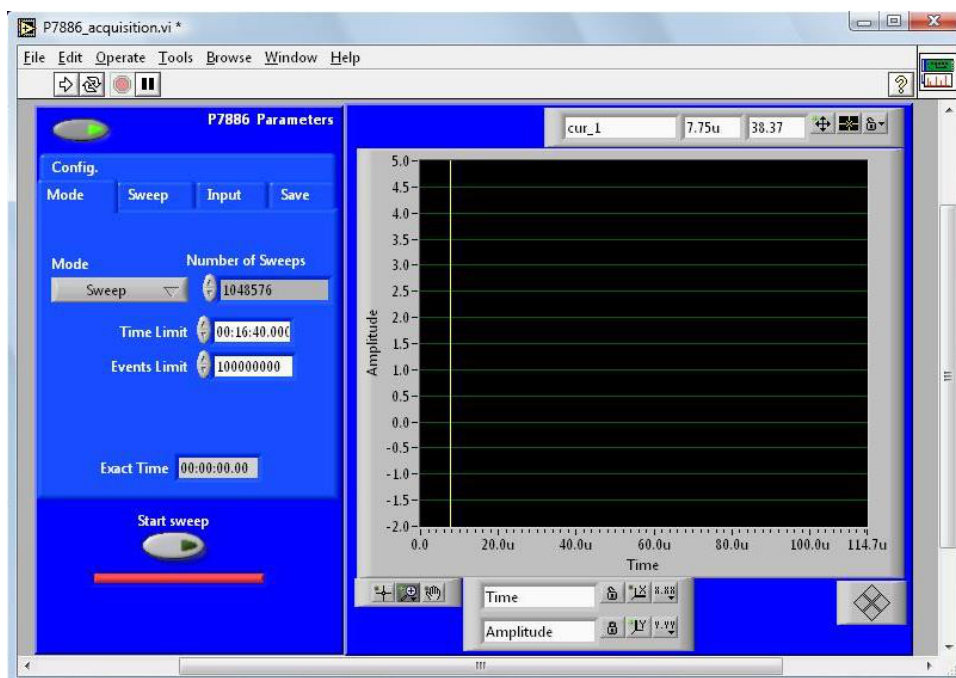 P7886_acquisition.vi *
File Edit Operate Tools Browse Window Help
P7886 Parameters
Config.
Mode Sweep Input Save
Mode Number of Sweeps
Sweep 1048576
Time Limit 00:16:40.000
Events Limit 100000000
Exact Time 00:00:00.00
Start sweep
cur_1 7.75u 38.37
5.0
4.5
4.0
3.5
3.0
2.5
2.0
1.5
1.0
0.5
0.0
-0.5
-1.0
-1.5
-2.0
Amplitude
0.0 20.0u 40.0u 60.0u 80.0u 100.0u 114.7u
Time
Time X X.XX
Amplitude Y Y.YY